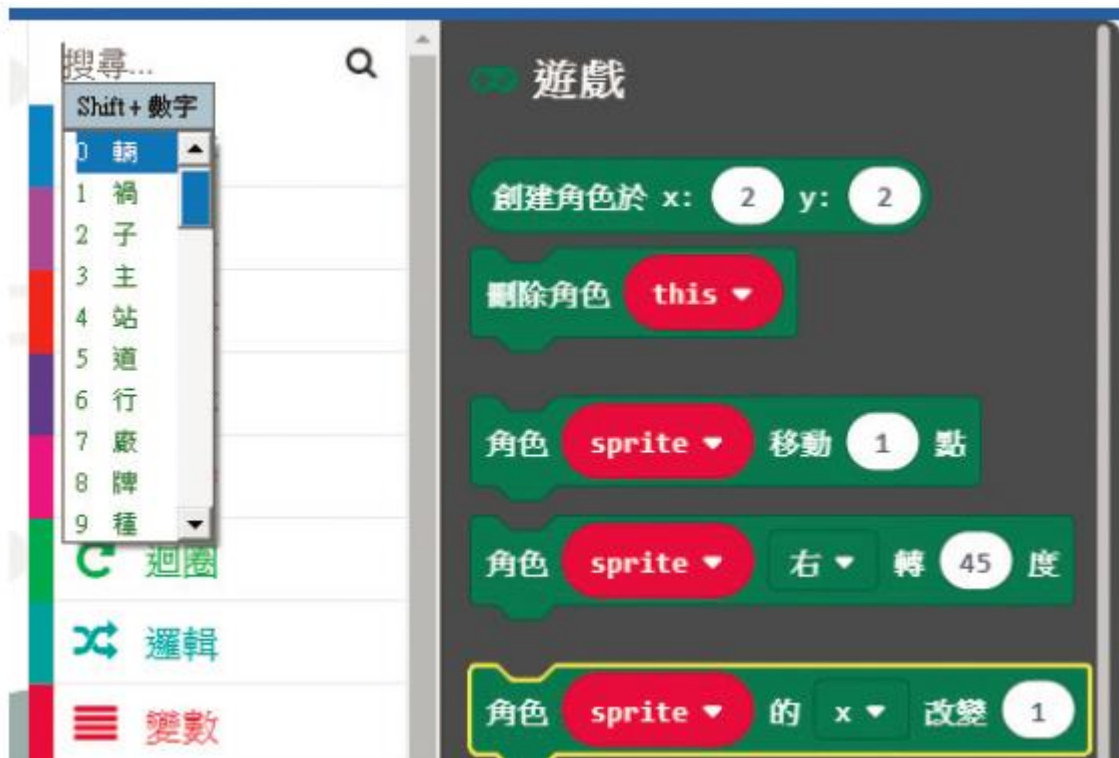 搜尋...
Shift+數字
0 輛
1 禍
2 子
3 主
4 站
5 道
6 行
7 廠
8 牌
9 種
迴圈
邏輯
變數
遊戲
創建角色於 x: 2 y: 2
刪除角色 this
角色 sprite 移動 1 點
角色 sprite 右 轉 45 度
角色 sprite 的 x 改變 1